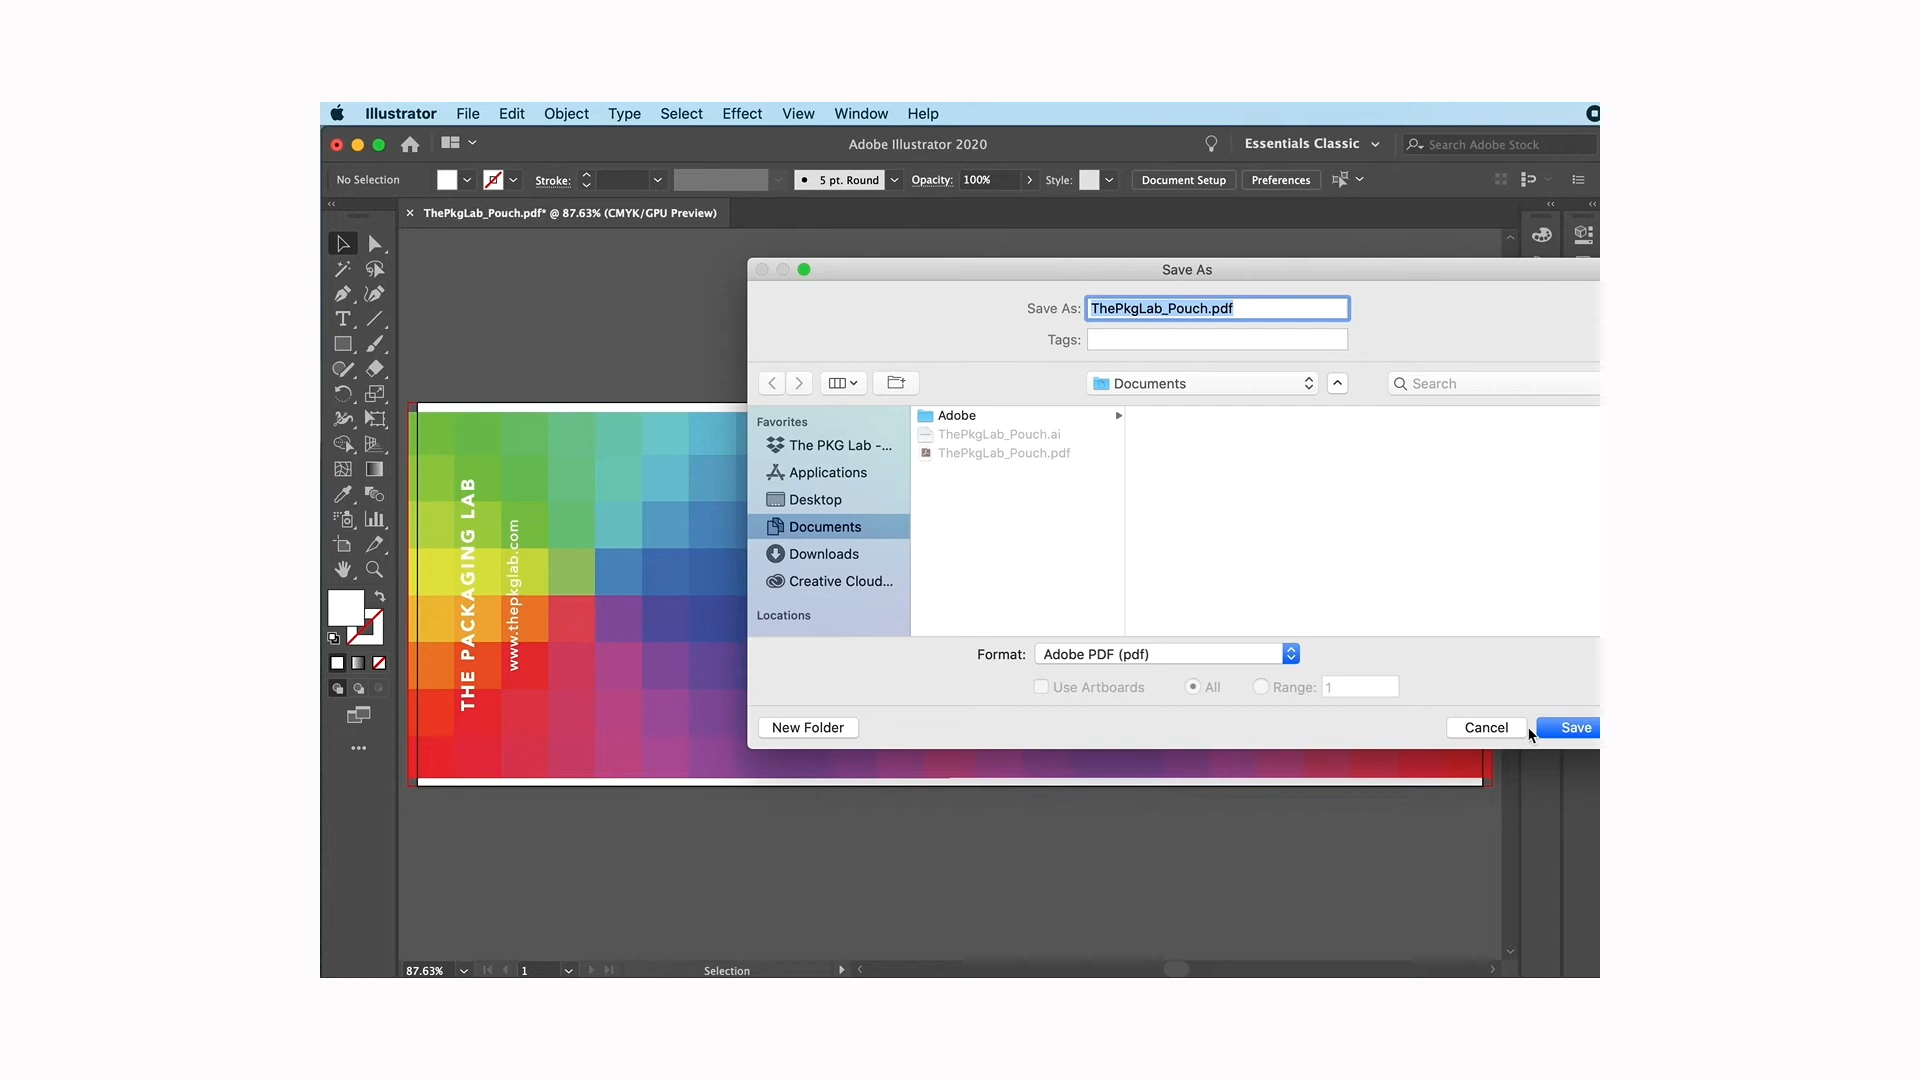 Illustrator File Edit Object Type Select Effect View Window Help
Adobe Illustrator 2020
Essentials Classic
Search Adobe Stock
No Selection
Stroke:
5 pt. Round
Opacity: 100%
Style:
Document Setup
Preferences
× ThePkgLab_Pouch.pdf* @ 87.63% (CMYK/GPU Preview)
Save As
Save As: ThePkgLab_Pouch.pdf
Tags:
Documents
Search
Favorites
The PKG Lab -...
Applications
Desktop
Documents
Downloads
Creative Cloud...
Locations
Adobe
ThePkgLab_Pouch.ai
ThePkgLab_Pouch.pdf
Format: Adobe PDF (pdf)
Use Artboards All Range: 1
New Folder
Cancel
Save
THE PACKAGING LAB
www.thepkglab.com
87.63%
1
Selection